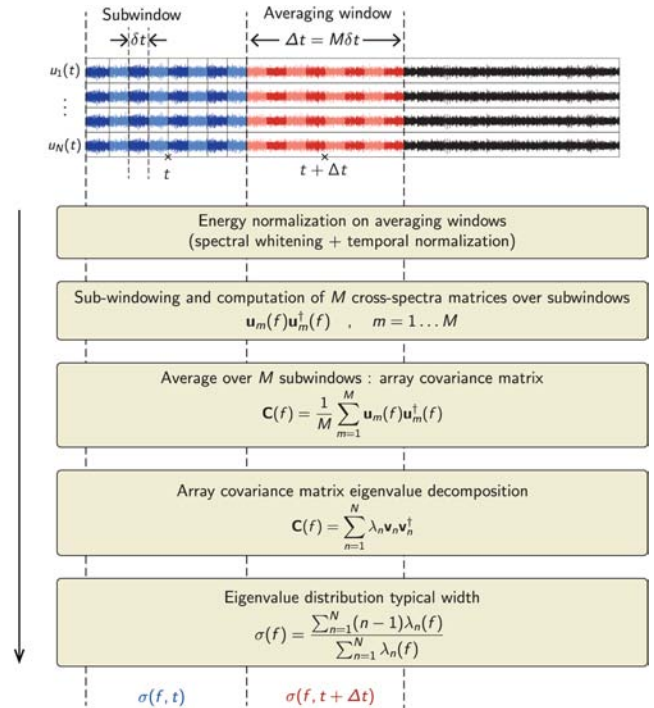 Subwindow Averaging window
δt Δt = Mδt
u₁(t)
⋮
u_N(t)
t t + Δt
Energy normalization on averaging windows
(spectral whitening + temporal normalization)
Sub-windowing and computation of M cross-spectra matrices over subwindows
u_m(f)u_m^†(f) , m = 1 … M
Average over M subwindows : array covariance matrix
C(f) = 1/M ∑_{m=1}^{M} u_m(f)u_m^†(f)
Array covariance matrix eigenvalue decomposition
C(f) = ∑_{n=1}^{N} λ_n v_n v_n^†
Eigenvalue distribution typical width
σ(f) = ∑_{n=1}^{N}(n − 1)λ_n(f) / ∑_{n=1}^{N} λ_n(f)
σ(f, t) σ(f, t + Δt)